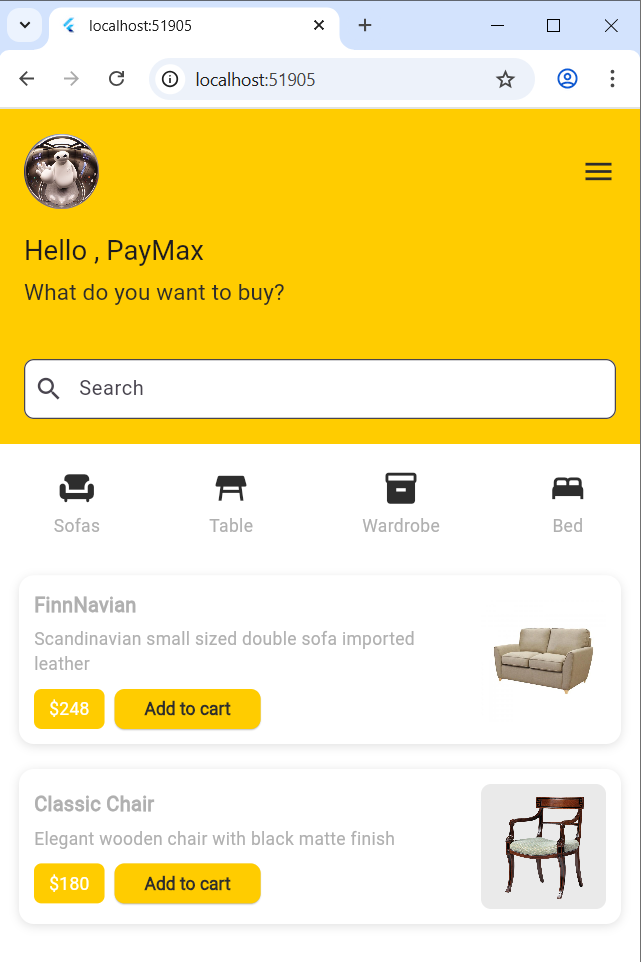 localhost:51905
localhost:51905
Hello , PayMax
What do you want to buy?
Search
Sofas Table Wardrobe Bed
FinnNavian
Scandinavian small sized double sofa imported
leather
$248 Add to cart
Classic Chair
Elegant wooden chair with black matte finish
$180 Add to cart